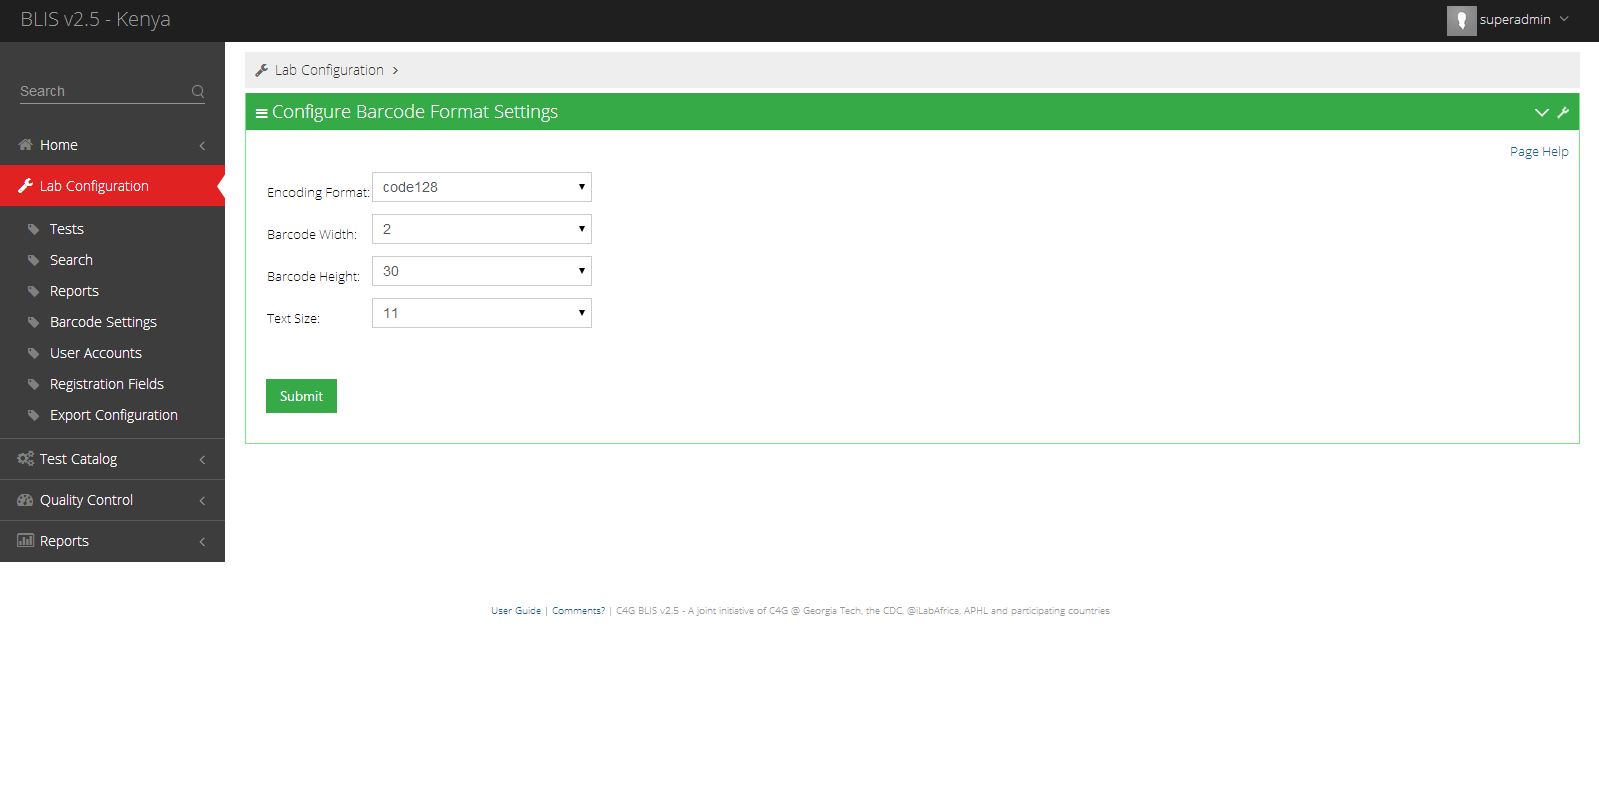 BLIS v2.5 - Kenya
superadmin
Search
Home
Lab Configuration
Tests
Search
Reports
Barcode Settings
User Accounts
Registration Fields
Export Configuration
Test Catalog
Quality Control
Reports
Lab Configuration
Configure Barcode Format Settings
Page Help
Encoding Format: code128
Barcode Width: 2
Barcode Height: 30
Text Size: 11
Submit
User Guide | Comments? | C4G BLIS v2.5 - A joint initiative of C4G @ Georgia Tech, the CDC, @iLabAfrica, APHL and participating countries